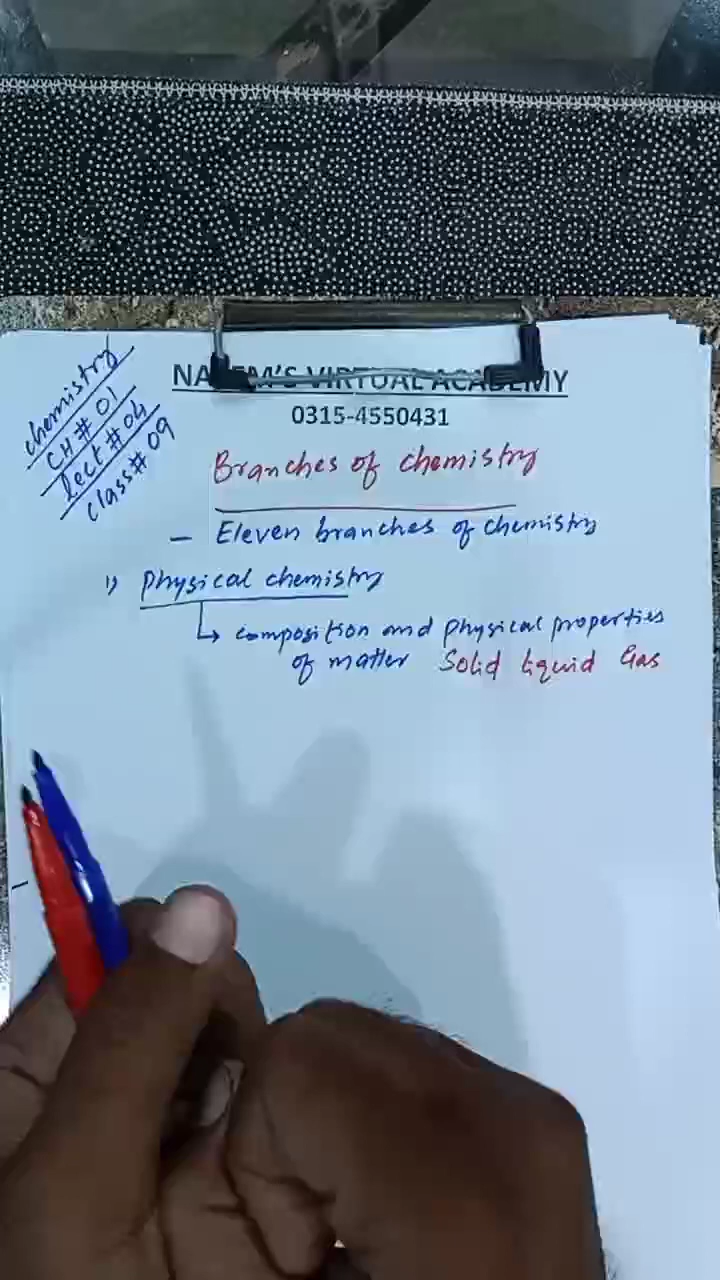 chemistry
CH # 01
lect # 04
class # 09
VIRTUAL ACADEMY
0315-4550431
Branches of chemistry
– Eleven branches of chemistry
1) Physical chemistry
↳ composition and physical properties
of matter Solid liquid Gas